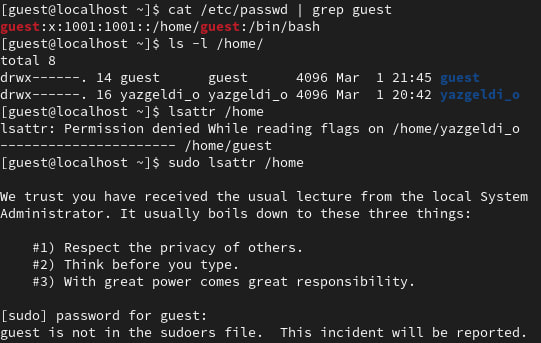 [guest@localhost ~]$ cat /etc/passwd | grep guest
guest:x:1001:1001::/home/guest:/bin/bash
[guest@localhost ~]$ ls -l /home/
total 8
drwx------. 14 guest      guest      4096 Mar  1 21:45 guest
drwx------. 16 yazgeldi_o yazgeldi_o 4096 Mar  1 20:42 yazgeldi_o
[guest@localhost ~]$ lsattr /home
lsattr: Permission denied While reading flags on /home/yazgeldi_o
---------------------- /home/guest
[guest@localhost ~]$ sudo lsattr /home

We trust you have received the usual lecture from the local System
Administrator. It usually boils down to these three things:

    #1) Respect the privacy of others.
    #2) Think before you type.
    #3) With great power comes great responsibility.

[sudo] password for guest:
guest is not in the sudoers file.  This incident will be reported.